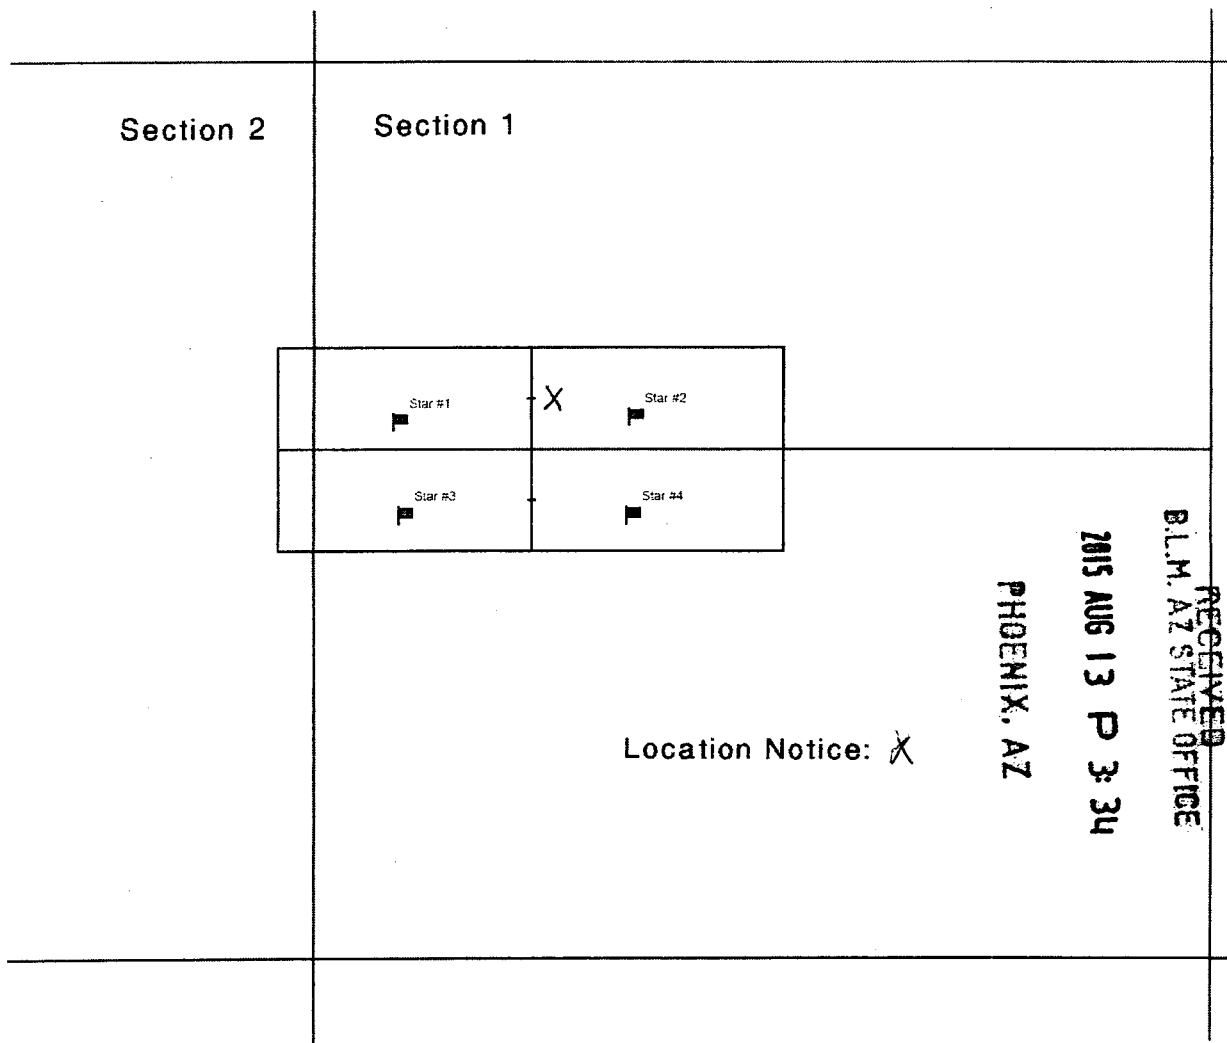 Section 2
Section 1
Star #1
X
Star #2
Star #3
Star #4
Location Notice: X
RECEIVED
B.L.M. AZ STATE OFFICE
2015 AUG 13 P 3:34
PHOENIX, AZ